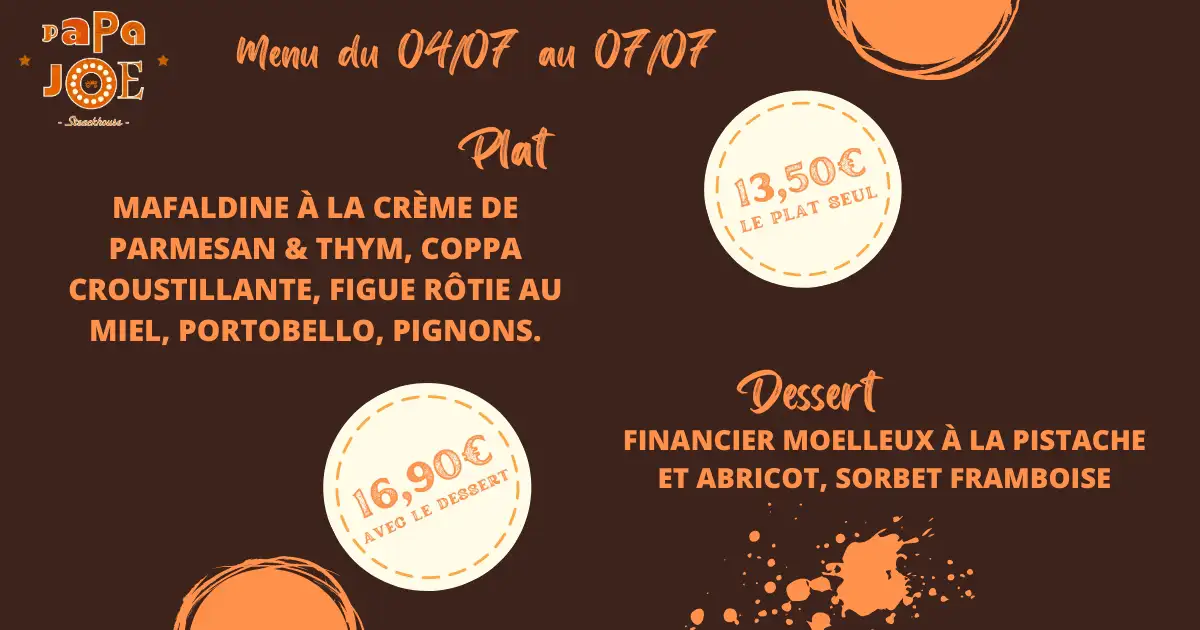 PaPa
JOE
- Steackhouse -
Menu du 04/07 au 07/07
Plat
MAFALDINE À LA CRÈME DE
PARMESAN & THYM, COPPA
CROUSTILLANTE, FIGUE RÔTIE AU
MIEL, PORTOBELLO, PIGNONS.
13,50€
LE PLAT SEUL
16,90€
AVEC LE DESSERT
Dessert
FINANCIER MOELLEUX À LA PISTACHE
ET ABRICOT, SORBET FRAMBOISE